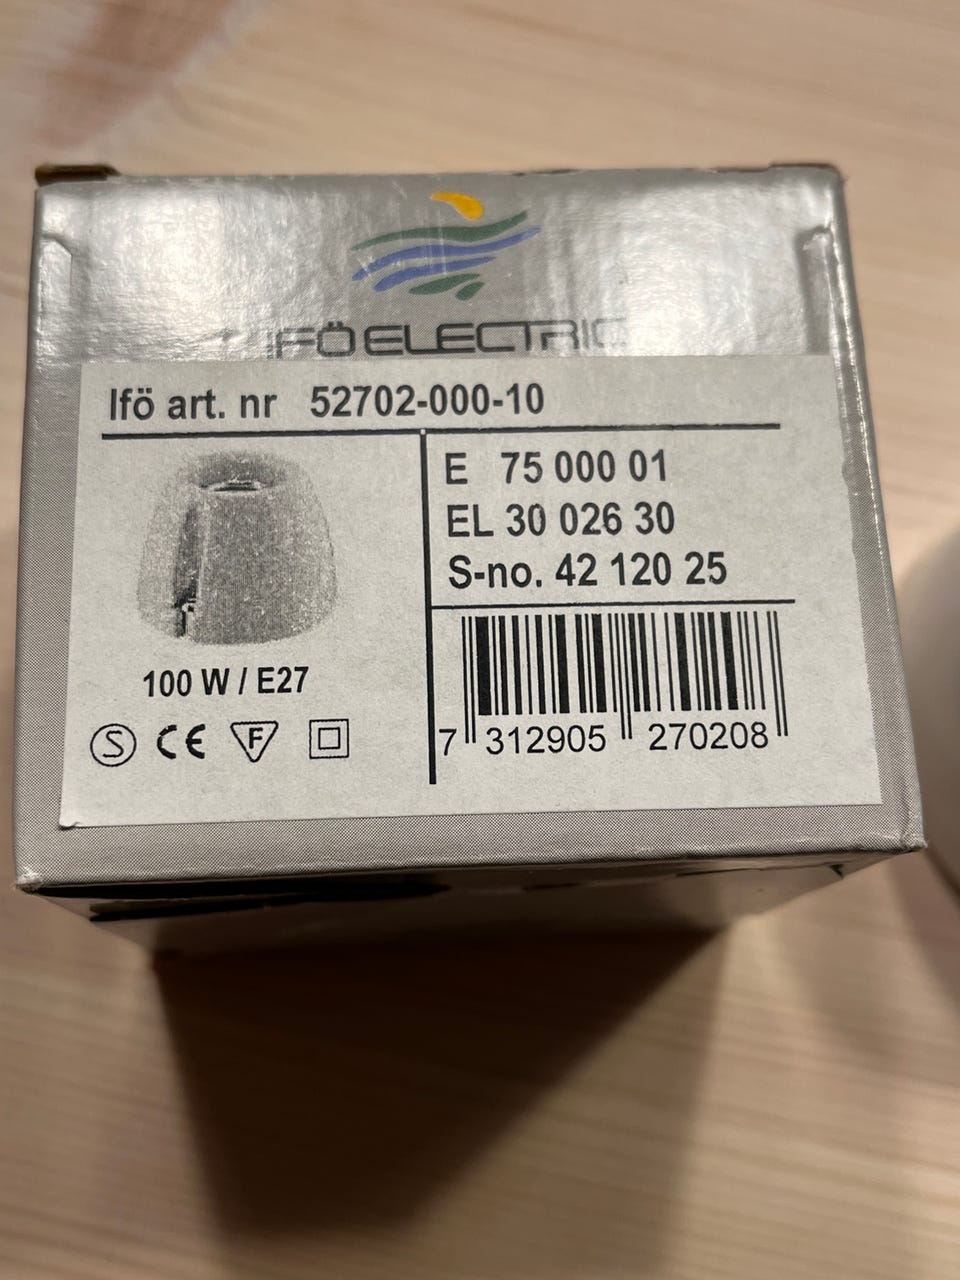 IFÖ ELECTRIC
Ifö art. nr 52702-000-10
E 75 000 01
EL 30 026 30
S-no. 42 120 25
100 W / E27
S CE F
7 312905 270208